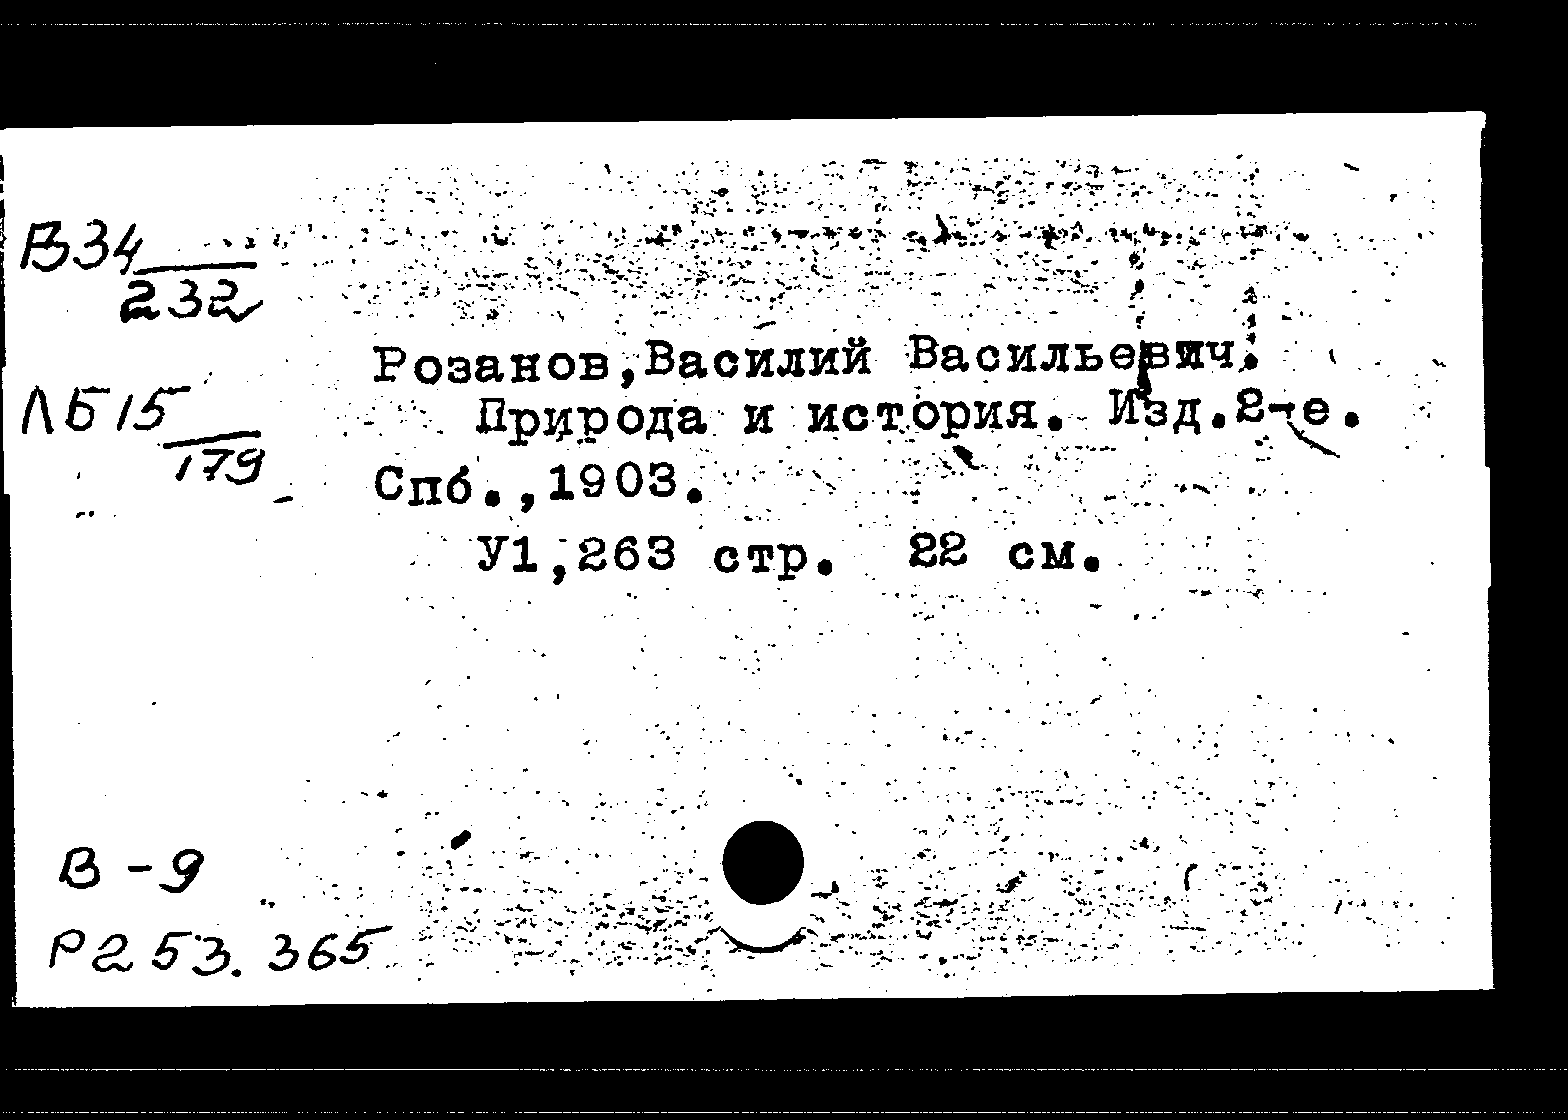 В34
232
Розанов,Василий Васильевич.
ЛБ15
179
Природа и история. Изд.2-е.
Спб.,1903.
У1,263 стр. 22 см.
В - 9
Р253.365